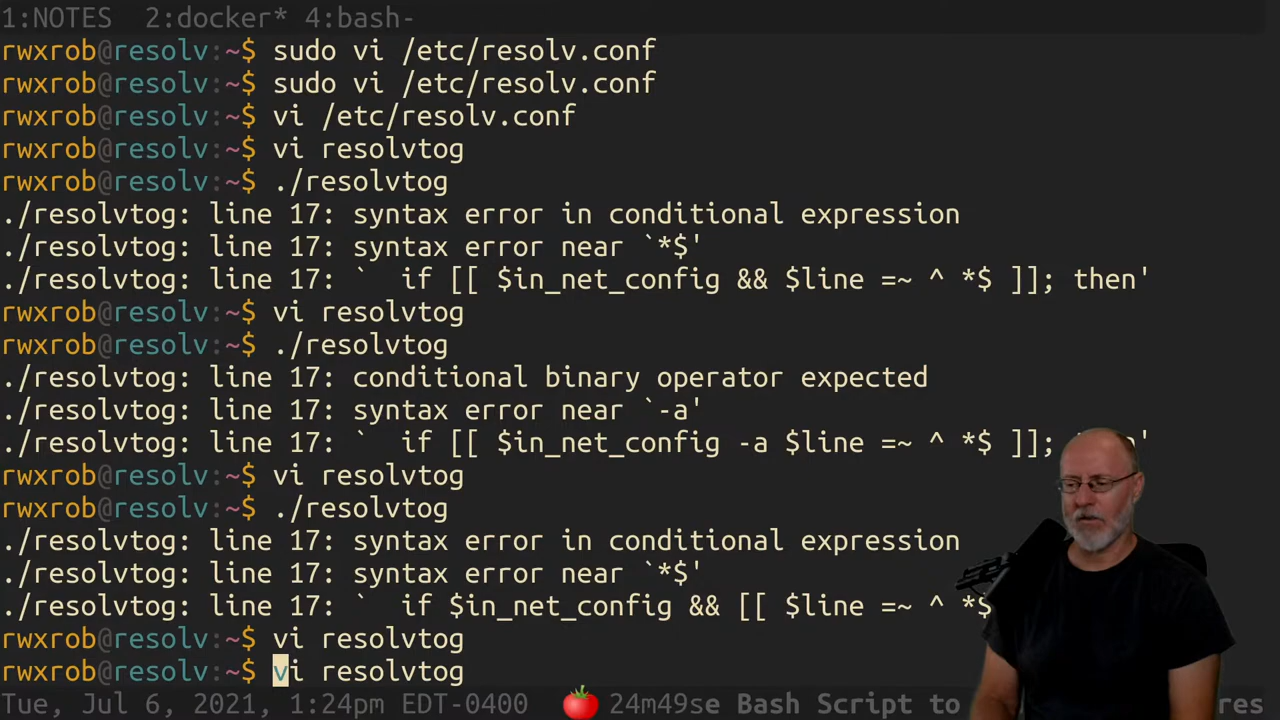 1:NOTES  2:docker* 4:bash-
rwxrob@resolv:~$ sudo vi /etc/resolv.conf
rwxrob@resolv:~$ sudo vi /etc/resolv.conf
rwxrob@resolv:~$ vi /etc/resolv.conf
rwxrob@resolv:~$ vi resolvtog
rwxrob@resolv:~$ ./resolvtog
./resolvtog: line 17: syntax error in conditional expression
./resolvtog: line 17: syntax error near `*$'
./resolvtog: line 17: `  if [[ $in_net_config && $line =~ ^ *$ ]]; then'
rwxrob@resolv:~$ vi resolvtog
rwxrob@resolv:~$ ./resolvtog
./resolvtog: line 17: conditional binary operator expected
./resolvtog: line 17: syntax error near `-a'
./resolvtog: line 17: `  if [[ $in_net_config -a $line =~ ^ *$ ]]; n'
rwxrob@resolv:~$ vi resolvtog
rwxrob@resolv:~$ ./resolvtog
./resolvtog: line 17: syntax error in conditional expression
./resolvtog: line 17: syntax error near `*$'
./resolvtog: line 17: `  if $in_net_config && [[ $line =~ ^ *$
rwxrob@resolv:~$ vi resolvtog
rwxrob@resolv:~$ vi resolvtog
Tue, Jul 6, 2021, 1:24pm EDT-0400 24m49se Bash Script to res